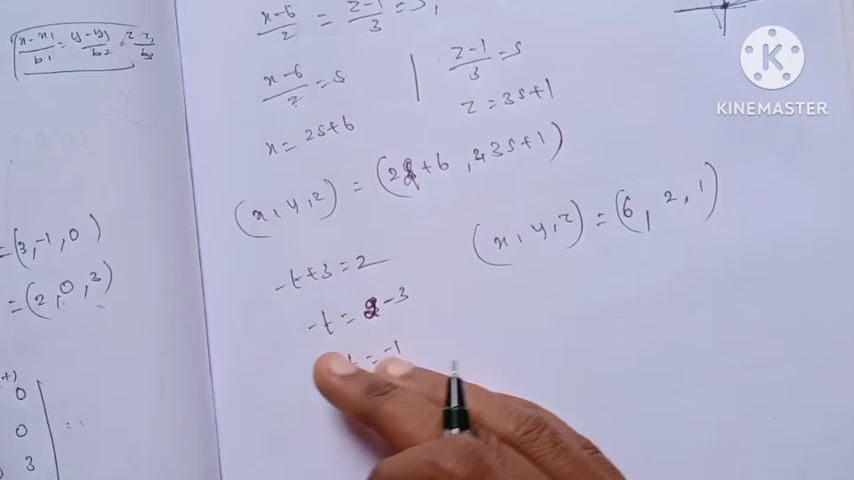 x-x1/b1 = y-y1/b2 = z-z1/b3
=(3,-1,0)
=(2,0,3)
0
0
3
x-6/2 = z-1/3 = s,
x-6/2 = s | z-1/3 = s
x = 2s+6
z = 3s+1
(x,y,z) = (2s+6, 2, 3s+1)
-t+3=2
(x,y,z) = (6, 2, 1)
-t = 2-3
t = -1
K
KINEMASTER